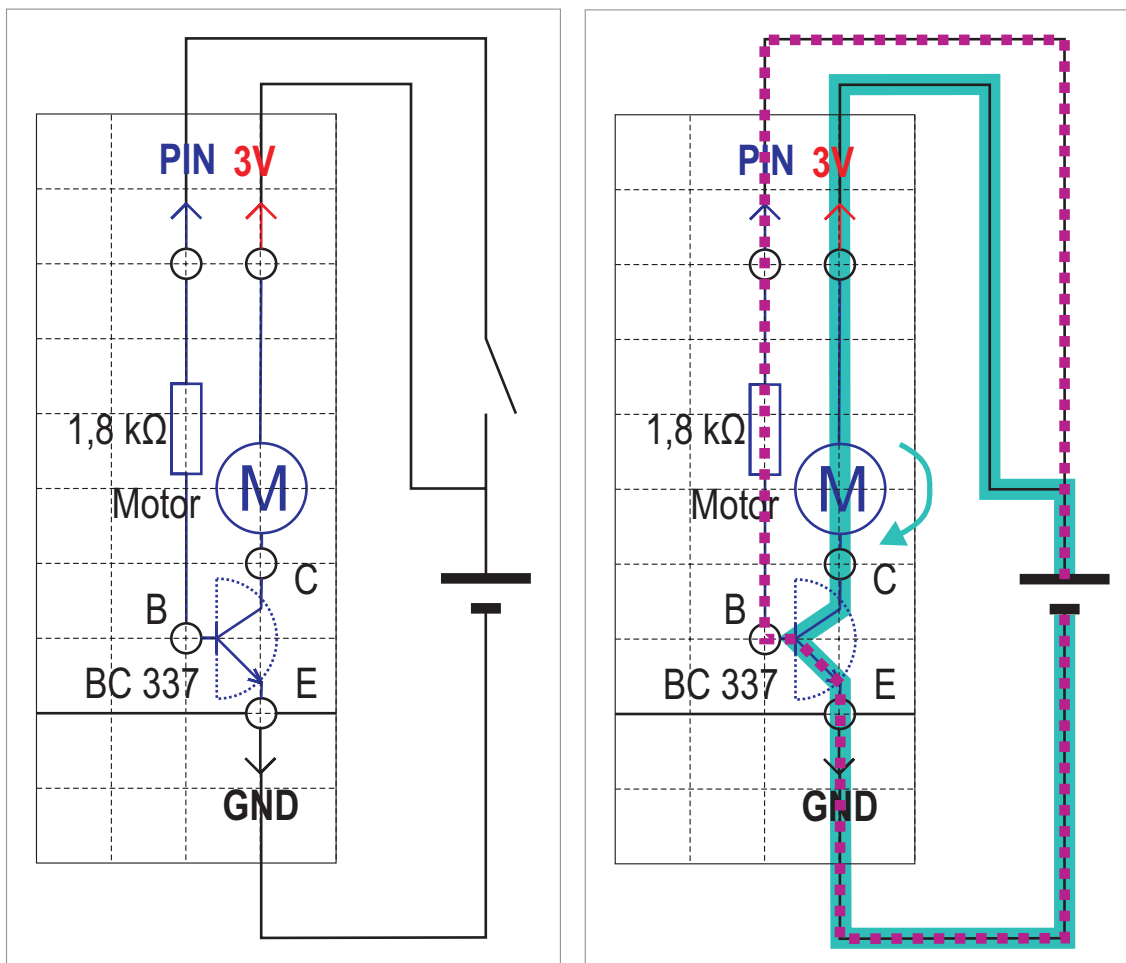 PIN 3V
1,8 kΩ
M
Motor
C
B
BC 337
E
GND
PIN 3V
1,8 kΩ
M
Motor
C
B
BC 337
E
GND